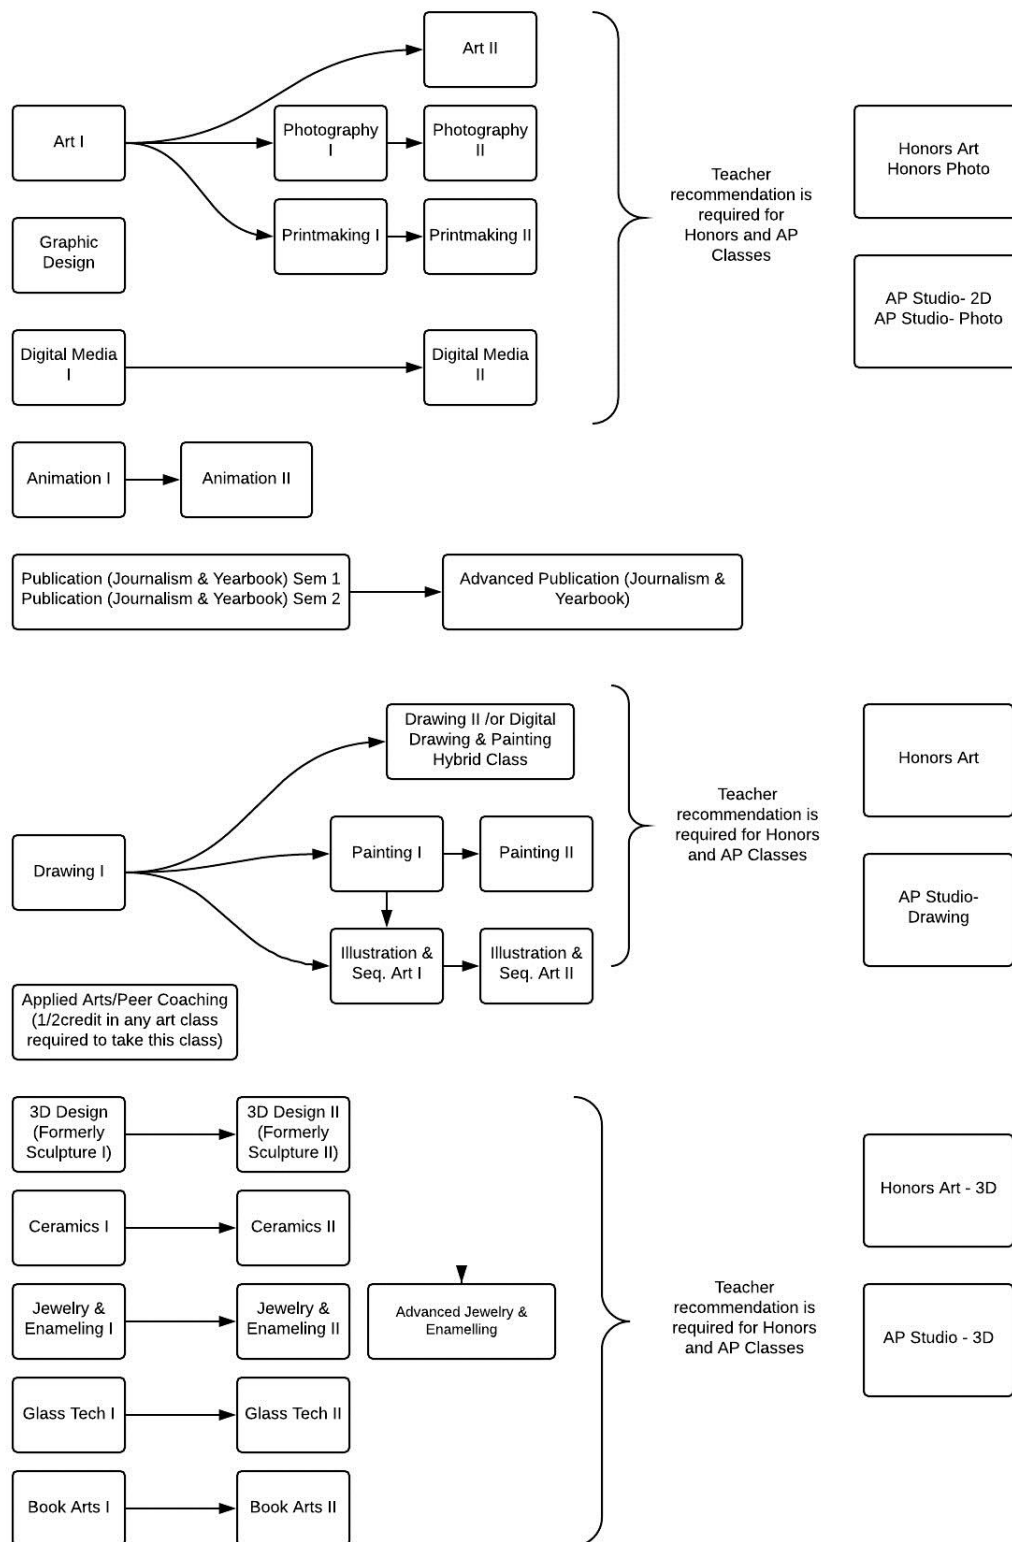 Art II
Art I
Photography
I
Photography
II
Honors Art
Honors Photo
Teacher
recommendation is
required for
Honors and AP
Classes
Printmaking I
Printmaking II
Graphic
Design
AP Studio- 2D
AP Studio- Photo
Digital Media
I
Digital Media
II
Animation I
Animation II
Publication (Journalism & Yearbook) Sem 1
Publication (Journalism & Yearbook) Sem 2
Advanced Publication (Journalism &
Yearbook)
Drawing II /or Digital
Drawing & Painting
Hybrid Class
Honors Art
Teacher
recommendation is
required for Honors
and AP Classes
Drawing I
Painting I
Painting II
AP Studio-
Drawing
Illustration &
Seq. Art I
Illustration &
Seq. Art II
Applied Arts/Peer Coaching
(1/2credit in any art class
required to take this class)
3D Design
(Formerly
Sculpture I)
3D Design II
(Formerly
Sculpture II)
Honors Art - 3D
Ceramics I
Ceramics II
Jewelry &
Enameling I
Jewelry &
Enameling II
Advanced Jewelry &
Enamelling
Teacher
recommendation is
required for Honors
and AP Classes
AP Studio - 3D
Glass Tech I
Glass Tech II
Book Arts I
Book Arts II